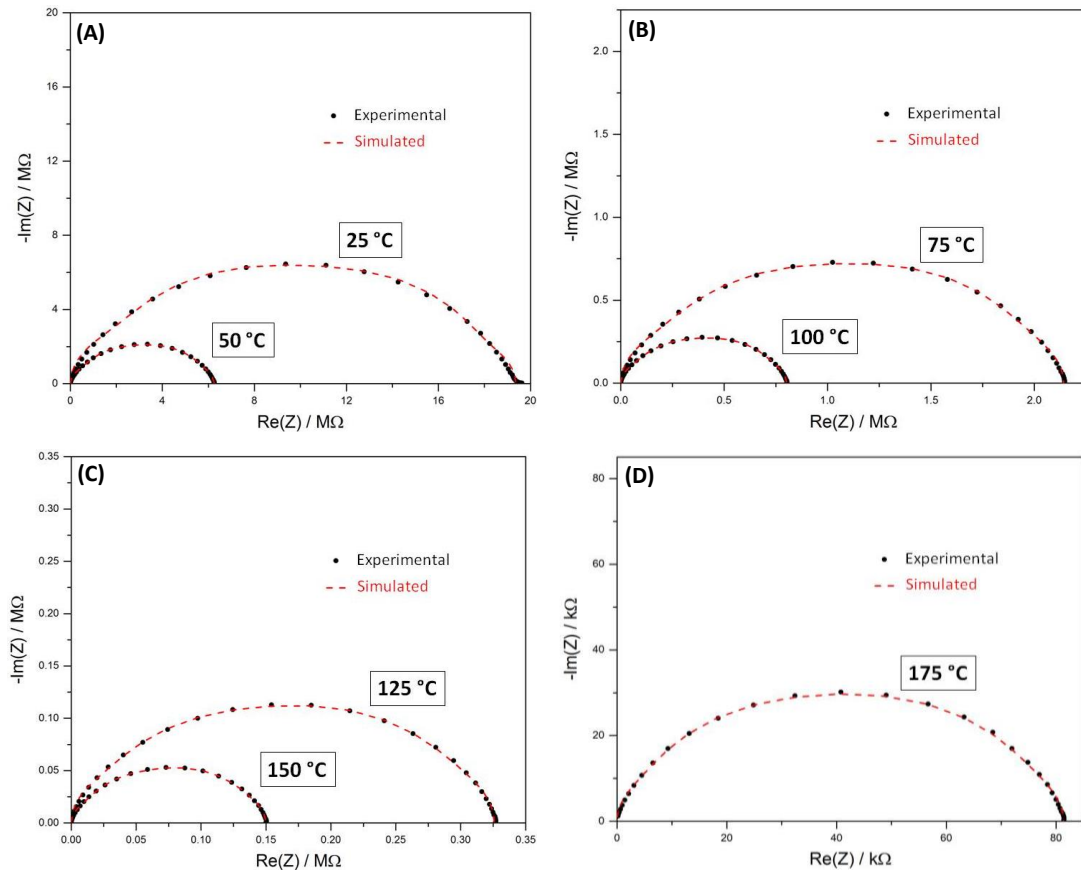 (A)
20
16
12
8
4
0
-Im(Z) / MΩ
Experimental
Simulated
25 °C
50 °C
0 4 8 12 16 20
Re(Z) / MΩ
(B)
2.0
1.5
1.0
0.5
0.0
-Im(Z) / MΩ
Experimental
Simulated
75 °C
100 °C
0.0 0.5 1.0 1.5 2.0
Re(Z) / MΩ
(C)
0.35
0.30
0.25
0.20
0.15
0.10
0.05
0.00
-Im(Z) / MΩ
Experimental
Simulated
125 °C
150 °C
0.00 0.05 0.10 0.15 0.20 0.25 0.30 0.35
Re(Z) / MΩ
(D)
80
60
40
20
0
-Im(Z) / kΩ
Experimental
Simulated
175 °C
0 20 40 60 80
Re(Z) / kΩ